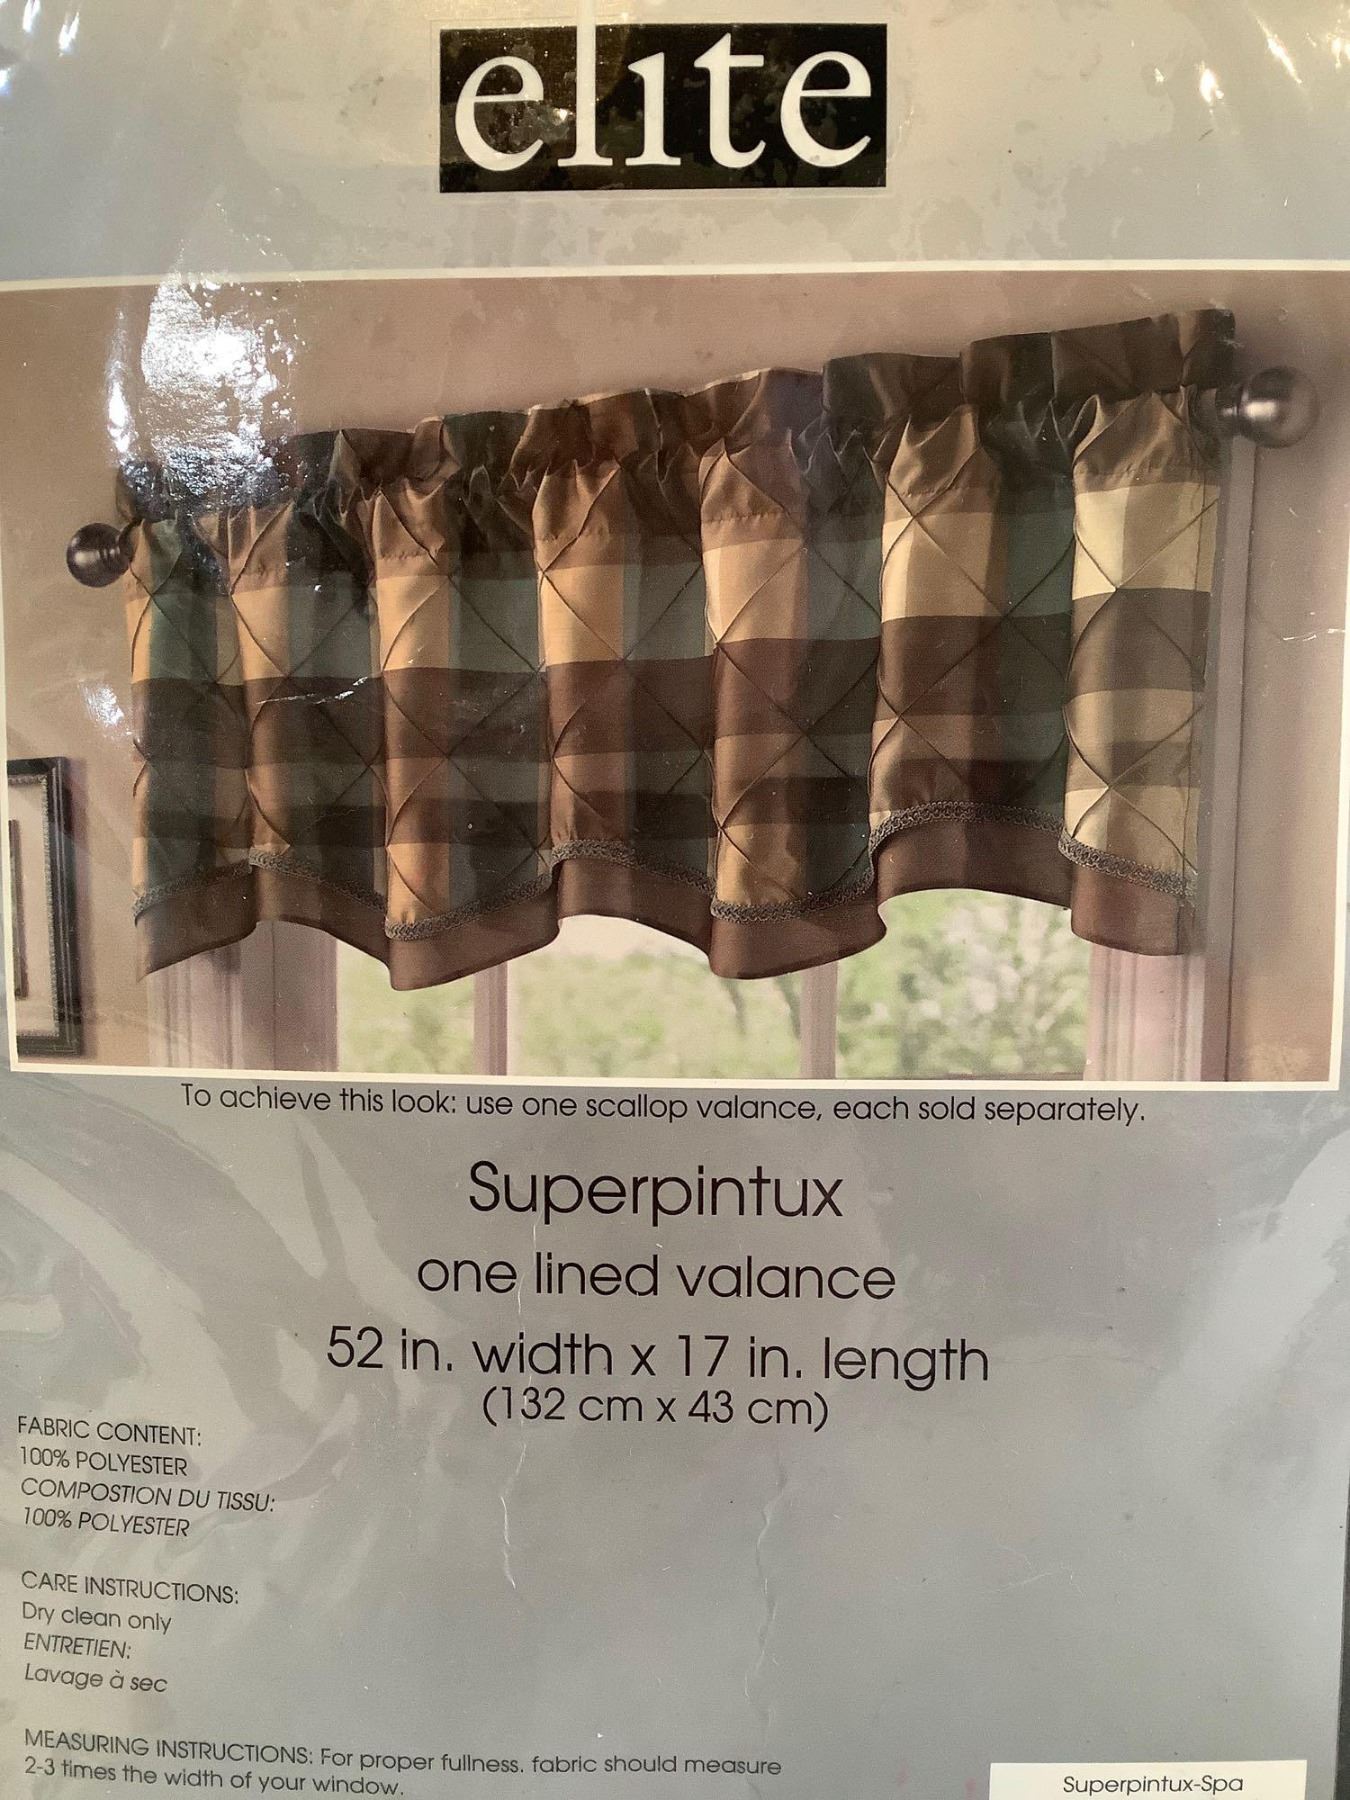 elite
To achieve this look: use one scallop valance, each sold separately.
Superpintux
one lined valance
52 in. width x 17 in. length
(132 cm x 43 cm)
FABRIC CONTENT:
100% POLYESTER
COMPOSTION DU TISSU:
100% POLYESTER
CARE INSTRUCTIONS:
Dry clean only
ENTRETIEN:
Lavage à sec
MEASURING INSTRUCTIONS: For proper fullness, fabric should measure
2-3 times the width of your window.
Superpintux-Spa